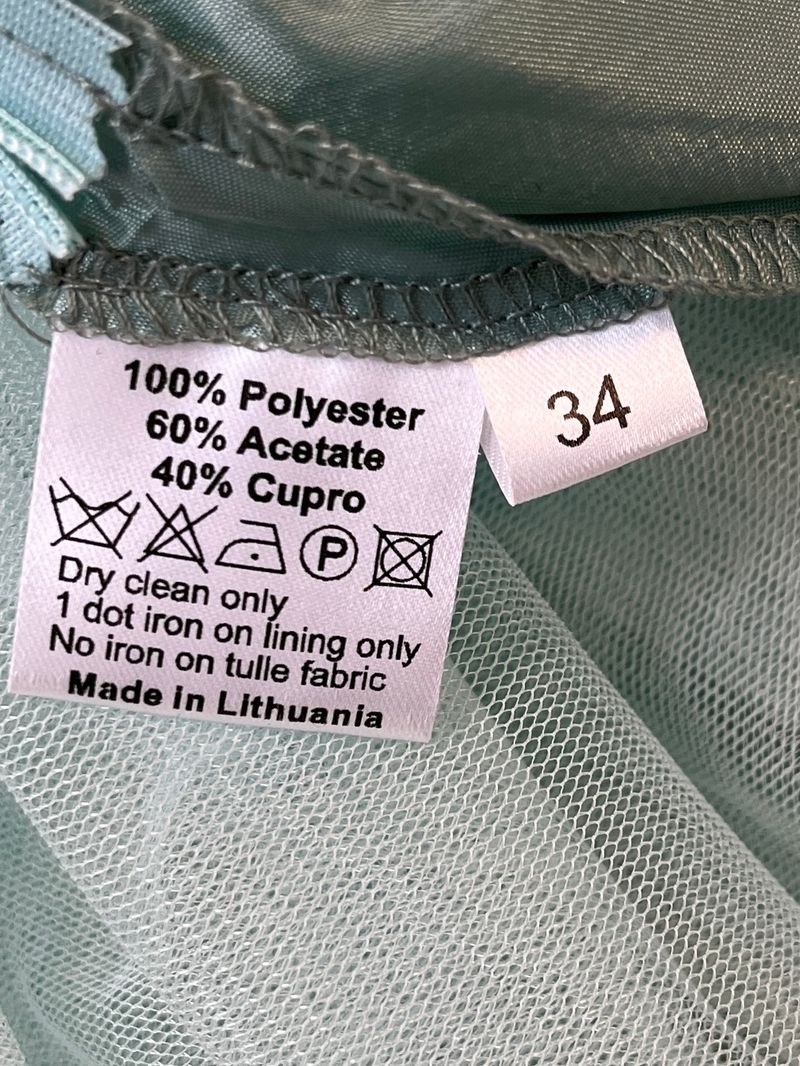 100% Polyester
60% Acetate
40% Cupro
P
Dry clean only
1 dot iron on lining only
No iron on tulle fabric
Made in Lithuania
34